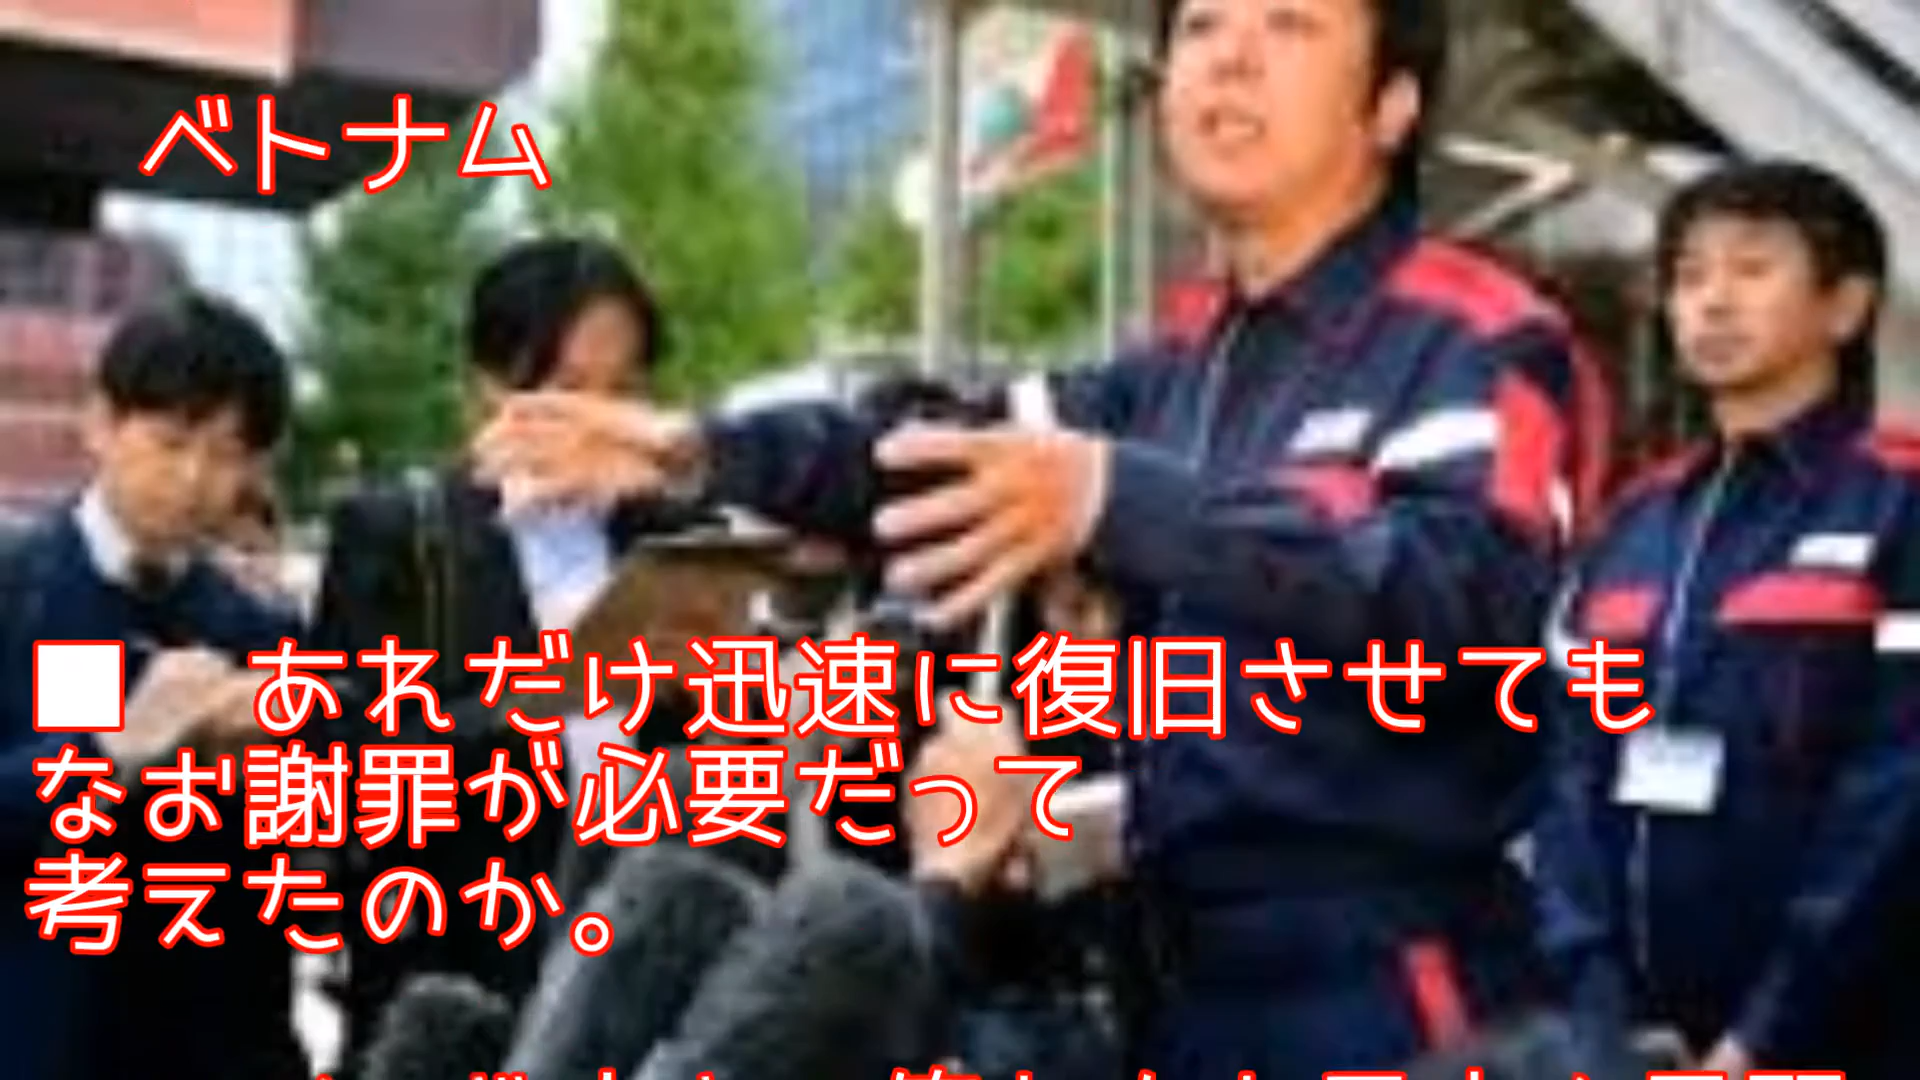 ベトナム
■ あれだけ迅速に復旧させても
なお謝罪が必要だって
考えたのか。